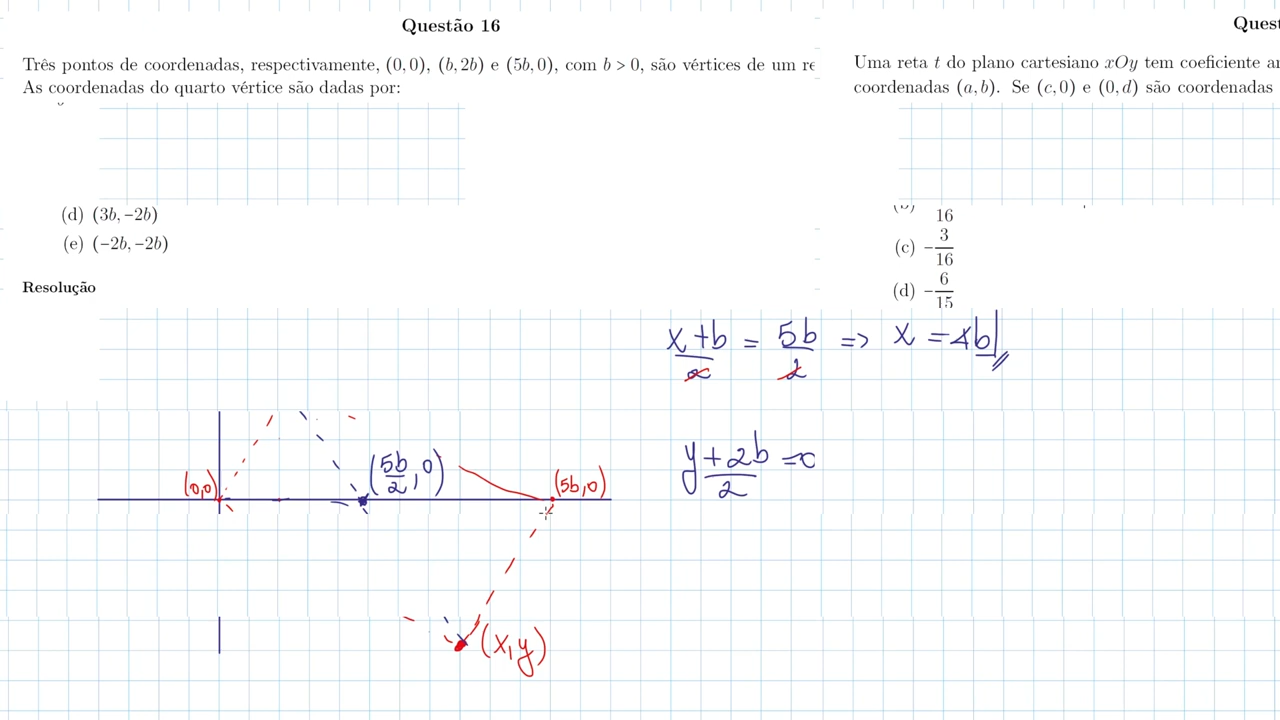 Questão 16
Três pontos de coordenadas, respectivamente, (0, 0), (b, 2b) e (5b, 0), com b > 0, são vértices de um
As coordenadas do quarto vértice são dadas por:
(d) (3b, −2b)
(e) (−2b, −2b)
Resolução
(0,0)
(5b/2, 0)
(5b,0)
(x,y)
Uma reta t do plano cartesiano xOy tem coeficiente
coordenadas (a, b). Se (c, 0) e (0, d) são coordenadas
16
(c) −3/16
(d) −6/15
x+b/2 = 5b/2 => x = 4b
y+2b/2 = 0